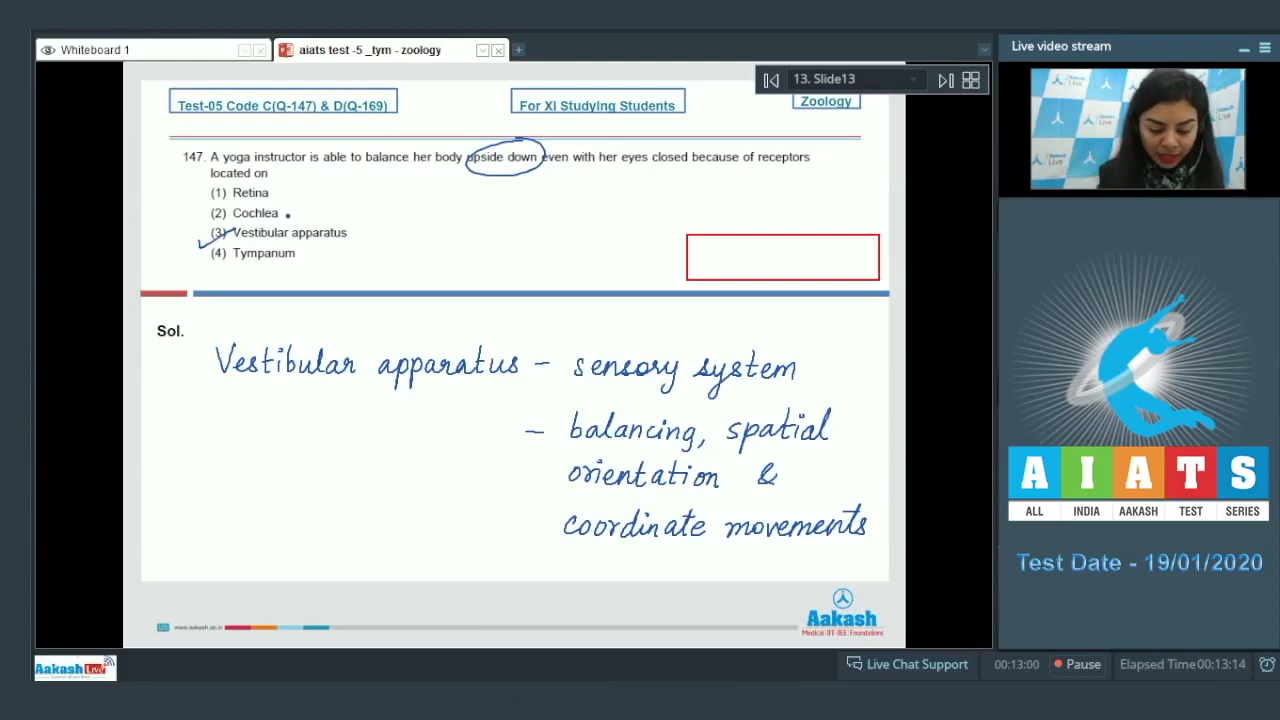 Whiteboard 1
aiats test -5 _tym - zoology
Live video stream
13. Slide13
Test-05 Code C(Q-147) & D(Q-169)
For XI Studying Students
Zoology
147. A yoga instructor is able to balance her body upside down even with her eyes closed because of receptors
located on
(1) Retina
(2) Cochlea
(3) Vestibular apparatus
(4) Tympanum
Sol.
Vestibular apparatus - sensory system
- balancing, spatial
orientation &
coordinate movements
Aakash
Medical|IIT-JEE|Foundations
www.aakash.ac.in
Aakash Live
A I A T S
ALL INDIA AAKASH TEST SERIES
Test Date - 19/01/2020
Live Chat Support
00:13:00
Pause
Elapsed Time 00:13:14